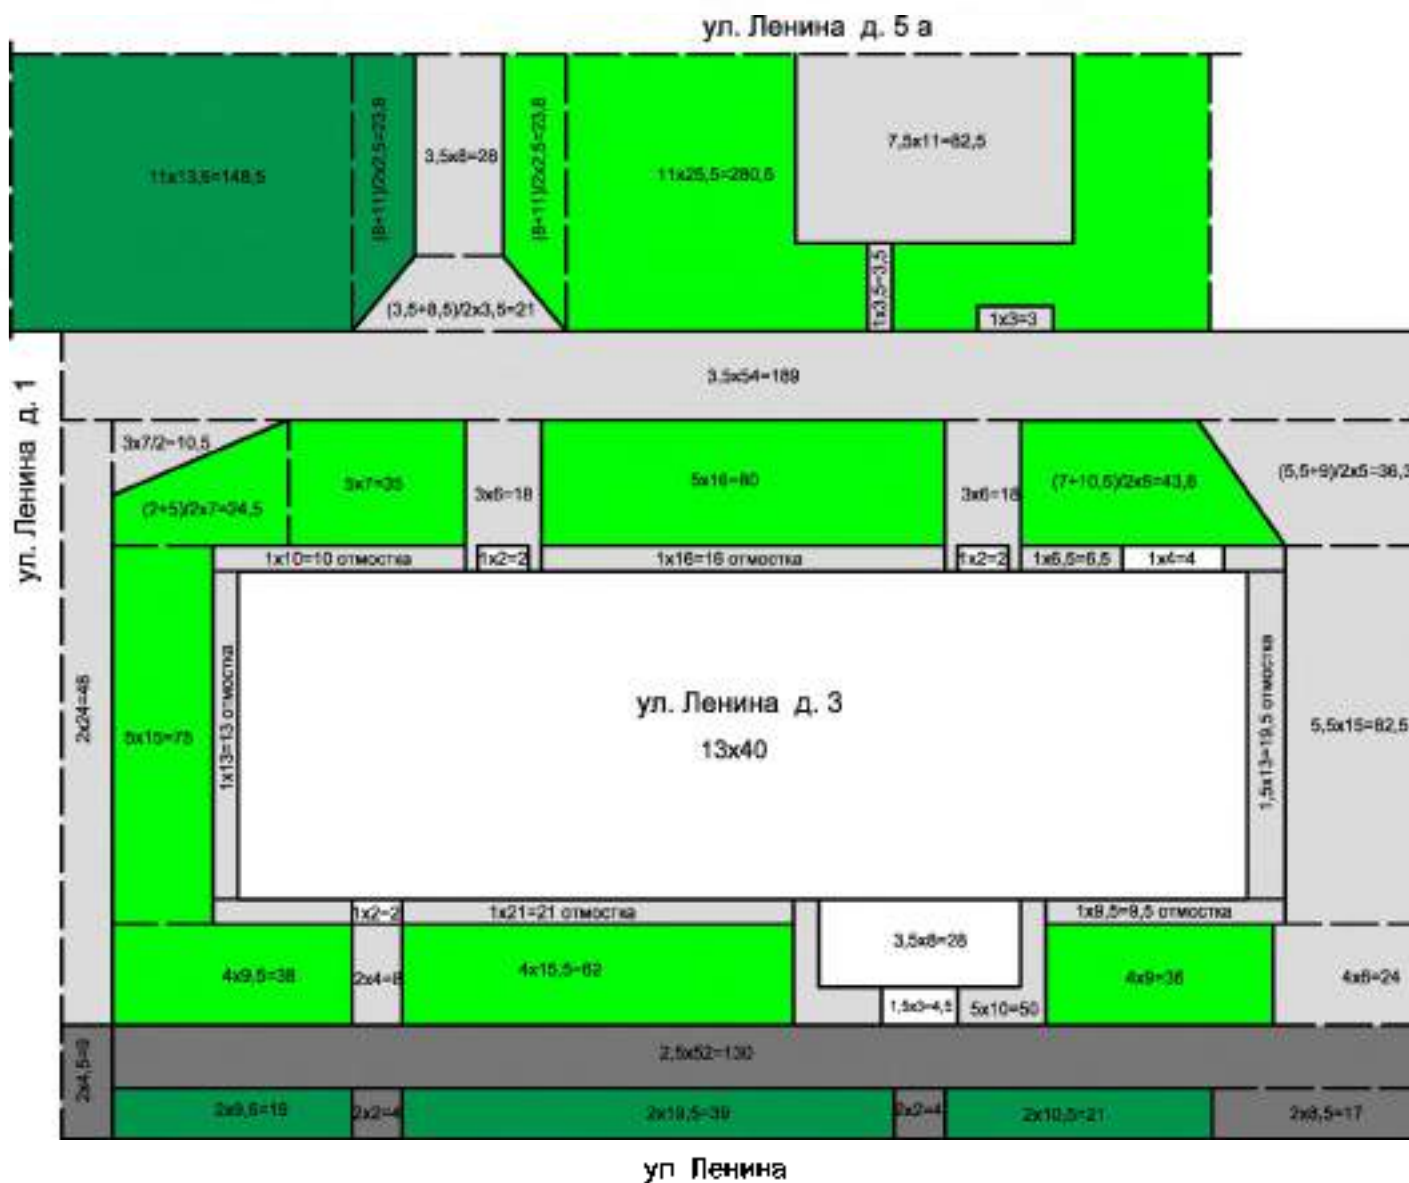 ул. Ленина д. 5 а
11х13,5=148,5
(8+11)/2х2,5=23,8
3,5х8=28
(8+11)/2х2,5=23,8
11х25,5=280,5
7,5х11=82,5
(3,5+8,5)/2х3,5=21
1х3,5=3,5
1х3=3
ул. Ленина д. 1
3,5х54=189
3х7/2=10,5
(2+5)/2х7=24,5
5х7=35
3х6=18
5х16=80
3х6=18
(7+10,5)/2х5=43,8
(5,5+9)/2х5=36,3
1х10=10 отмостка
1х2=2
1х16=16 отмостка
1х2=2
1х6,5=6,5
1х4=4
2х24=48
5х15=75
1х13=13 отмостка
ул. Ленина д. 3
13х40
1,5х13=19,5 отмостка
5,5х15=82,5
1х2=2
1х21=21 отмостка
1х9,5=9,5 отмостка
4х9,5=38
2х4=8
4х15,5=62
3,5х8=28
1,5х3=4,5
5х10=50
4х9=36
4х6=24
2х4,5=9
2,5х52=130
2х9,5=19
2х2=4
2х19,5=39
2х2=4
2х10,5=21
2х8,5=17
ул Ленина